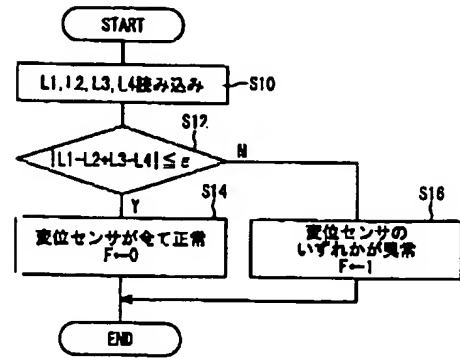 START
L1, L2, L3, L4読み込み
S10
S12
|L1-L2+L3-L4|≦ε
N
Y
S14
変位センサが全て正常
F←0
S16
変位センサの
いずれかが異常
F←1
END